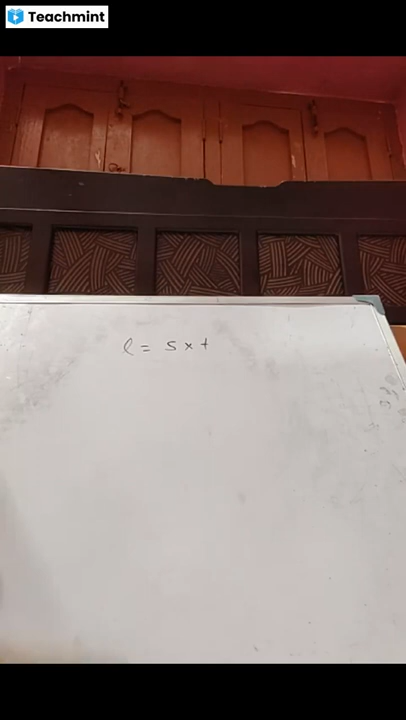 Teachmint
l = s x t